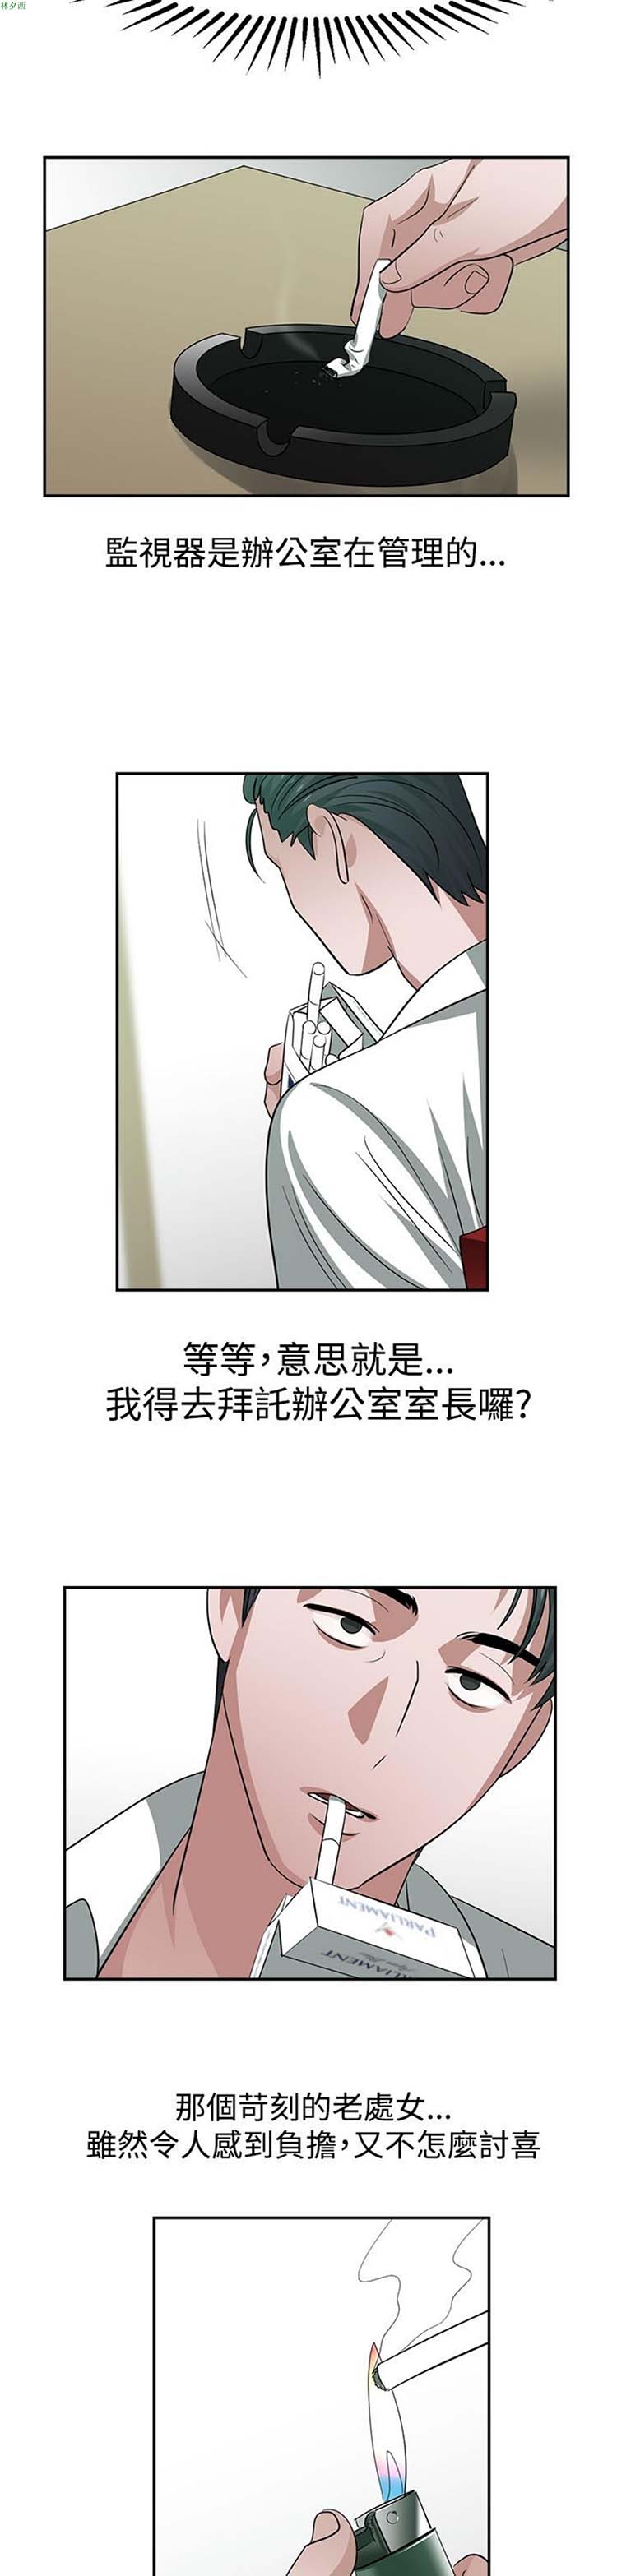 林夕西
監視器是辦公室在管理的...
等等，意思就是...
我得去拜託辦公室室長囉?
PARLIAMENT
PARLIAMENT
那個苛刻的老處女...
雖然令人感到負擔，又不怎麼討喜